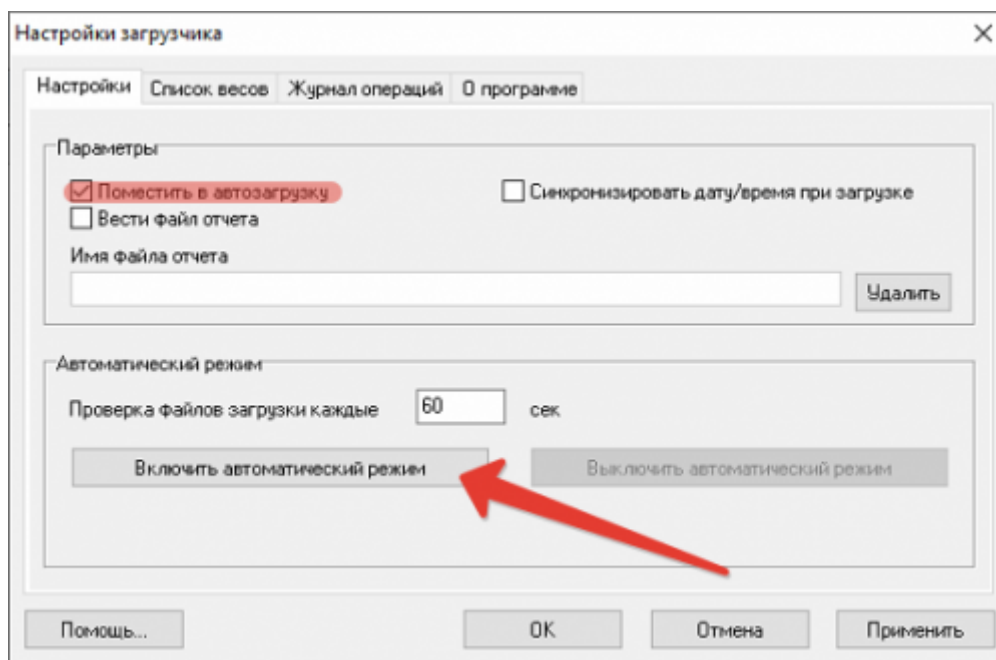 Настройки загрузчика
Настройки Список весов Журнал операций О программе
Параметры
Поместить в автозагрузку Синхронизировать дату/время при загрузке
Вести файл отчета
Имя файла отчета
Удалить
Автоматический режим
Проверка файлов загрузки каждые 60 сек
Включить автоматический режим Выключить автоматический режим
Помощь... OK Отмена Применить